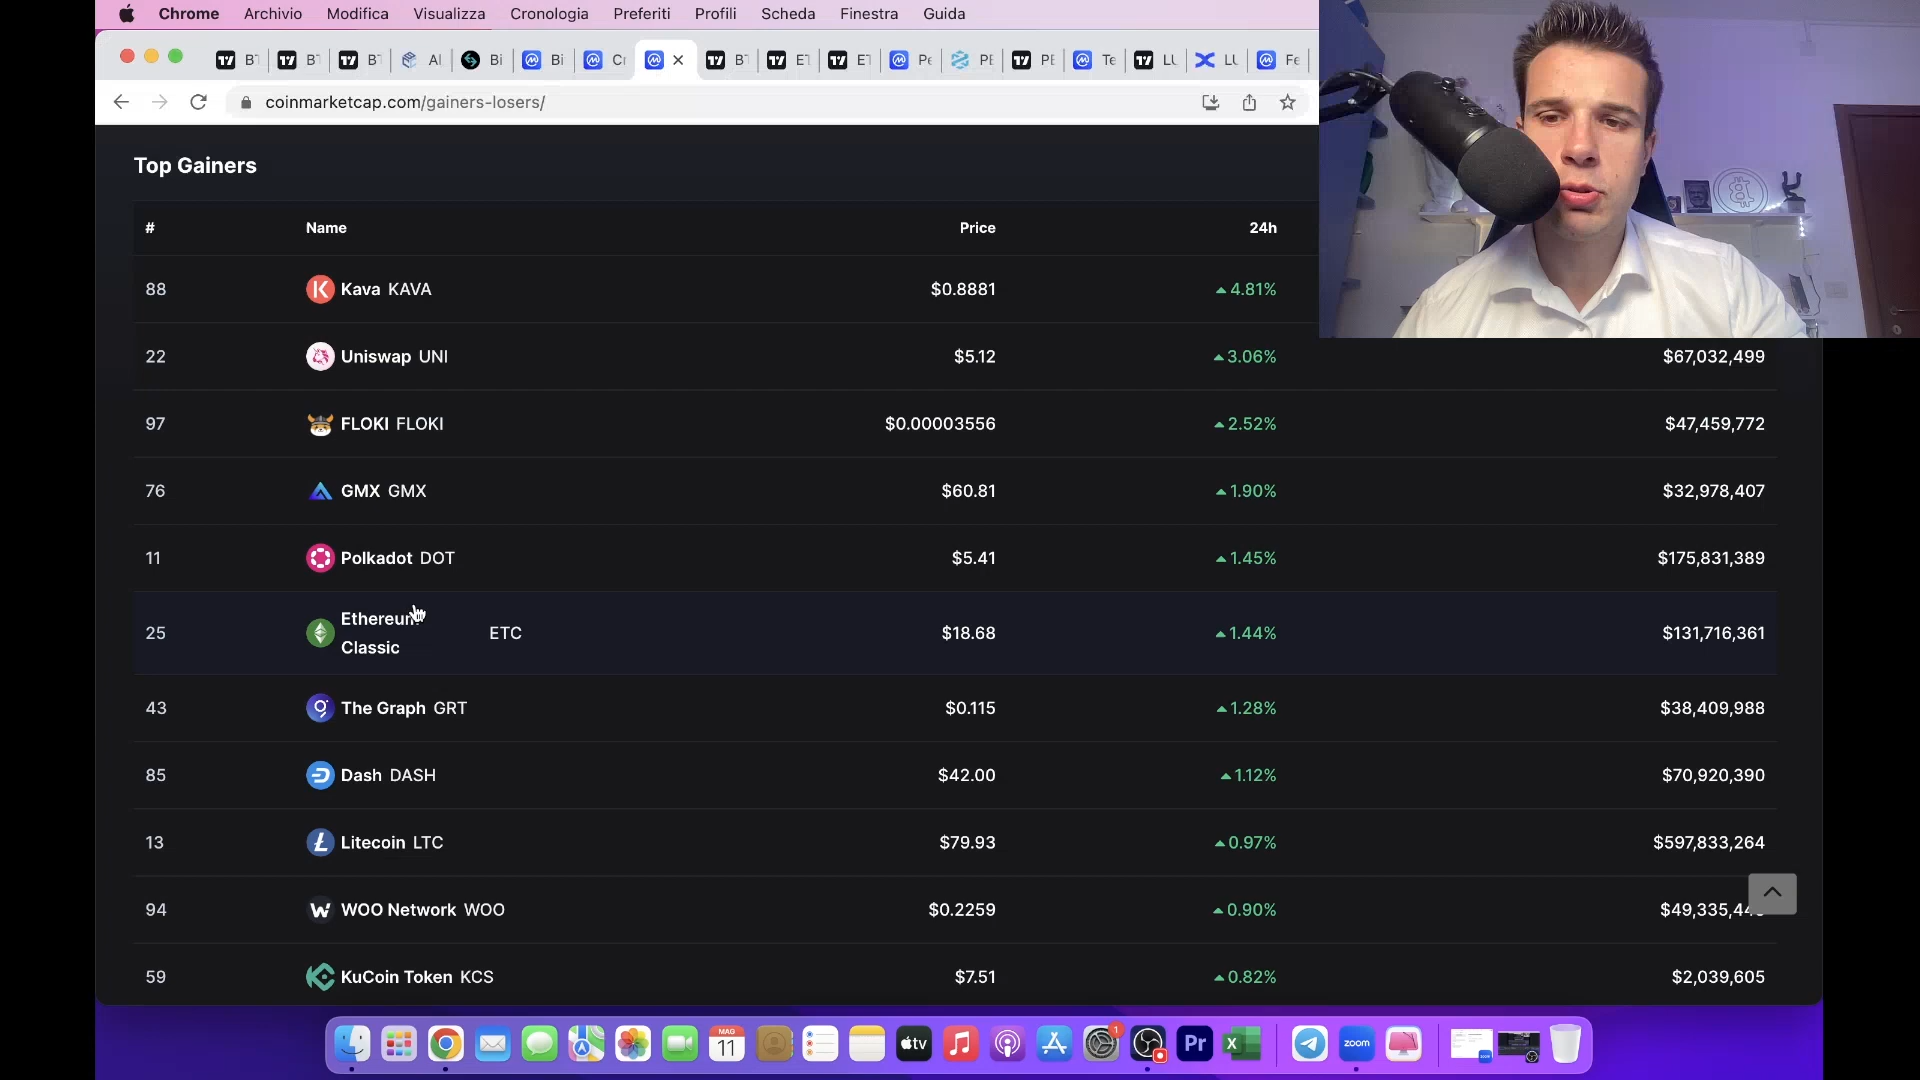 Chrome Archivio Modifica Visualizza Cronologia Preferiti Profili Scheda Finestra Guida
coinmarketcap.com/gainers-losers/
Top Gainers
# Name Price 24h
88 Kava KAVA $0.8881 4.81%
22 Uniswap UNI $5.12 3.06% $67,032,499
97 FLOKI FLOKI $0.00003556 2.52% $47,459,772
76 GMX GMX $60.81 1.90% $32,978,407
11 Polkadot DOT $5.41 1.45% $175,831,389
25 Ethereum Classic ETC $18.68 1.44% $131,716,361
43 The Graph GRT $0.115 1.28% $38,409,988
85 Dash DASH $42.00 1.12% $70,920,390
13 Litecoin LTC $79.93 0.97% $597,833,264
94 WOO Network WOO $0.2259 0.90%
59 KuCoin Token KCS $7.51 0.82% $2,039,605
MAG
11
tv
1
Pr
X
zoom